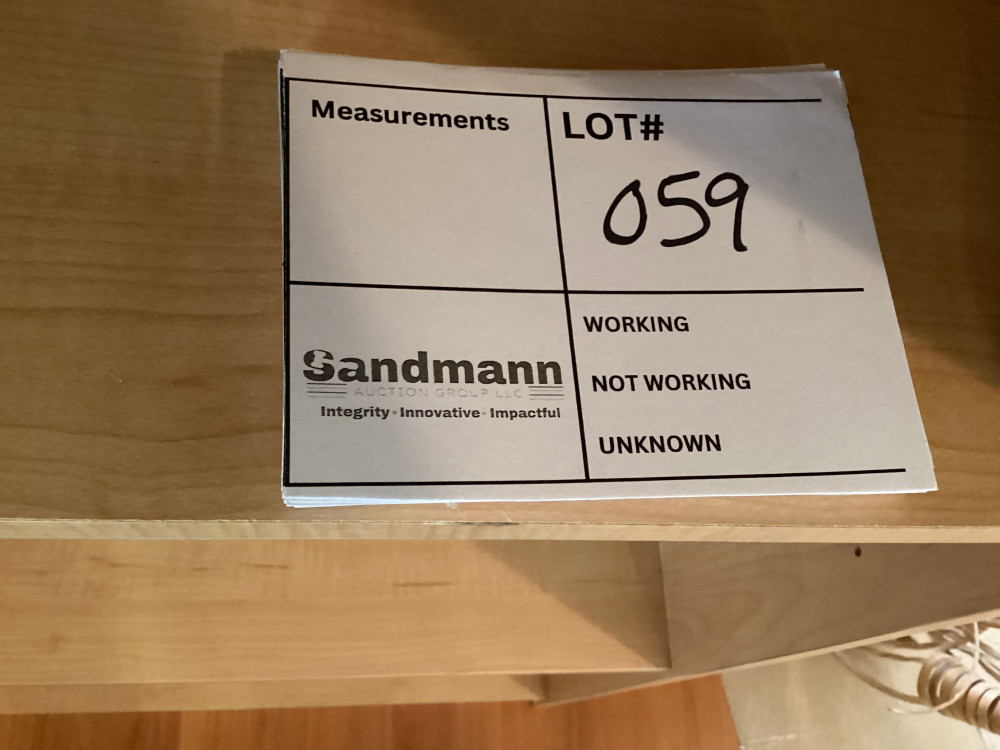 Measurements
LOT#
059
Sandmann
AUCTION GROUP LLC
Integrity • Innovative • Impactful
WORKING
NOT WORKING
UNKNOWN